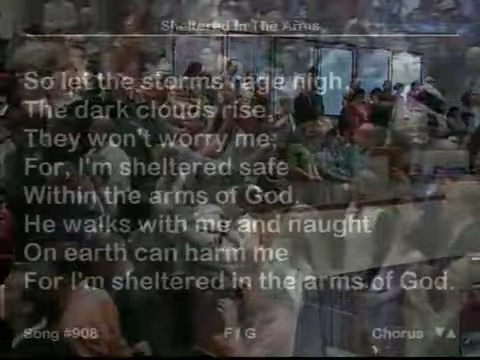 Sheltered In The Arms
So let the storms rage high,
The dark clouds rise,
They won't worry me;
For, I'm sheltered safe
Within the arms of God,
He walks with me and naught
On earth can harm me
For I'm sheltered in the arms of God.
Song #908 F / G Chorus ▼▲